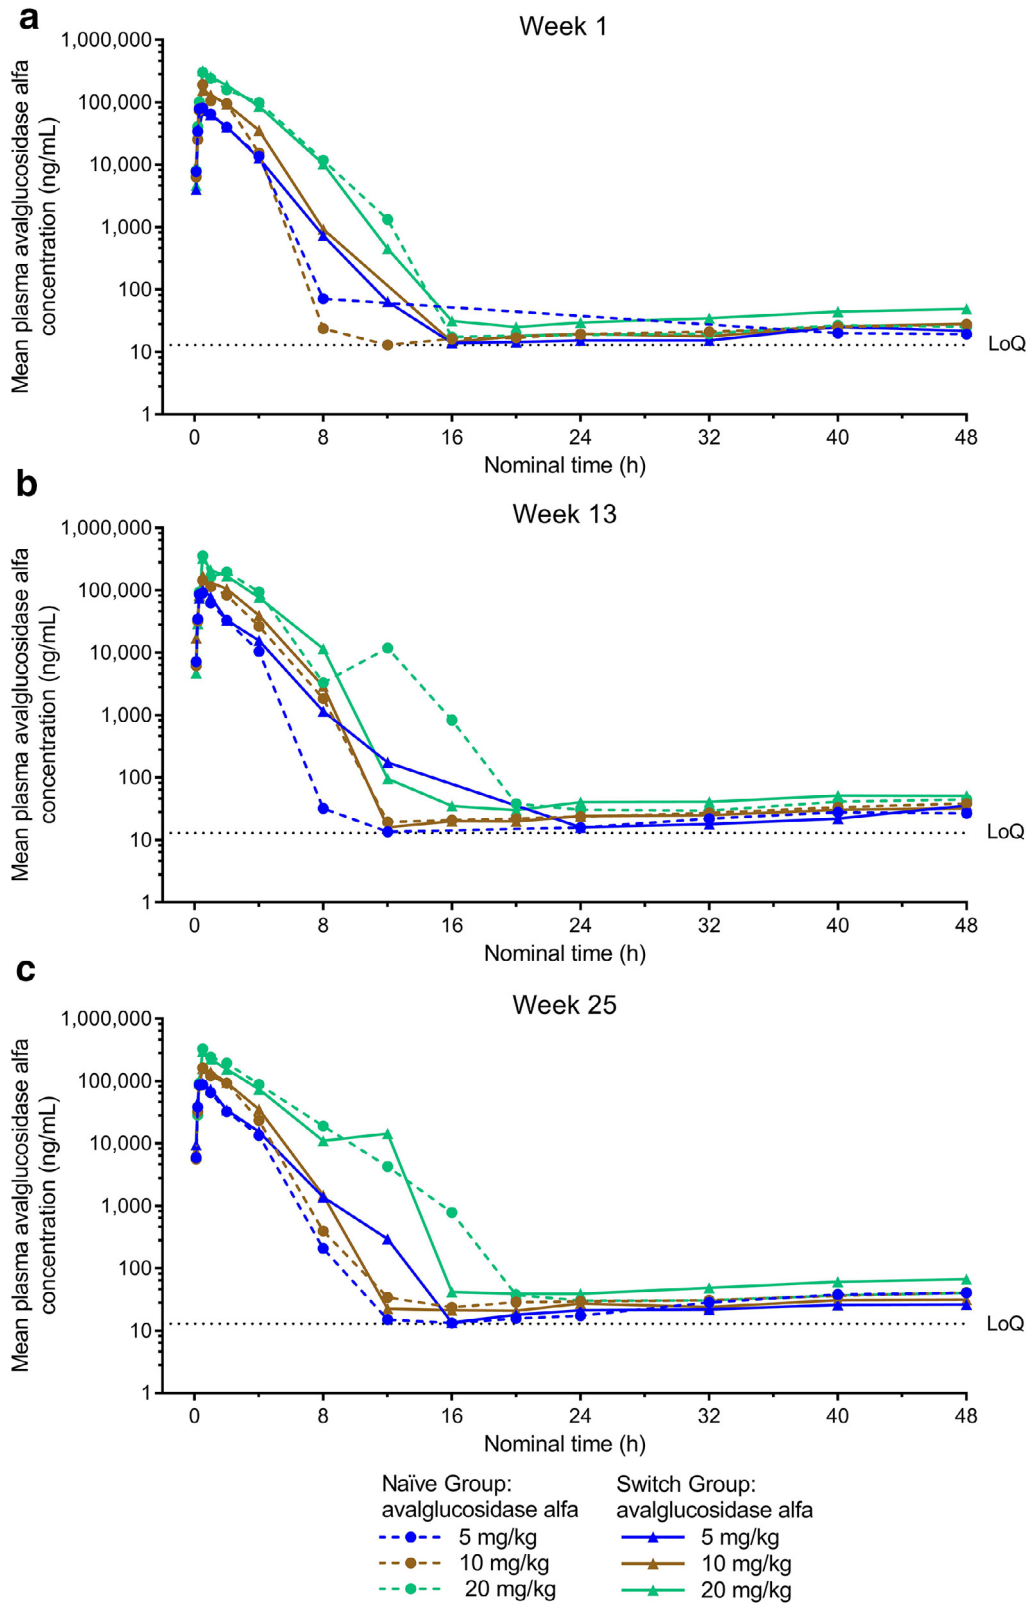 a
Week 1
Mean plasma avalglucosidase alfa
concentration (ng/mL)
1,000,000
100,000
10,000
1,000
100
10
1
LoQ
0 8 16 24 32 40 48
Nominal time (h)
b
Week 13
Mean plasma avalglucosidase alfa
concentration (ng/mL)
1,000,000
100,000
10,000
1,000
100
10
1
LoQ
0 8 16 24 32 40 48
Nominal time (h)
c
Week 25
Mean plasma avalglucosidase alfa
concentration (ng/mL)
1,000,000
100,000
10,000
1,000
100
10
1
LoQ
0 8 16 24 32 40 48
Nominal time (h)
Naïve Group:
avalglucosidase alfa
5 mg/kg
10 mg/kg
20 mg/kg
Switch Group:
avalglucosidase alfa
5 mg/kg
10 mg/kg
20 mg/kg